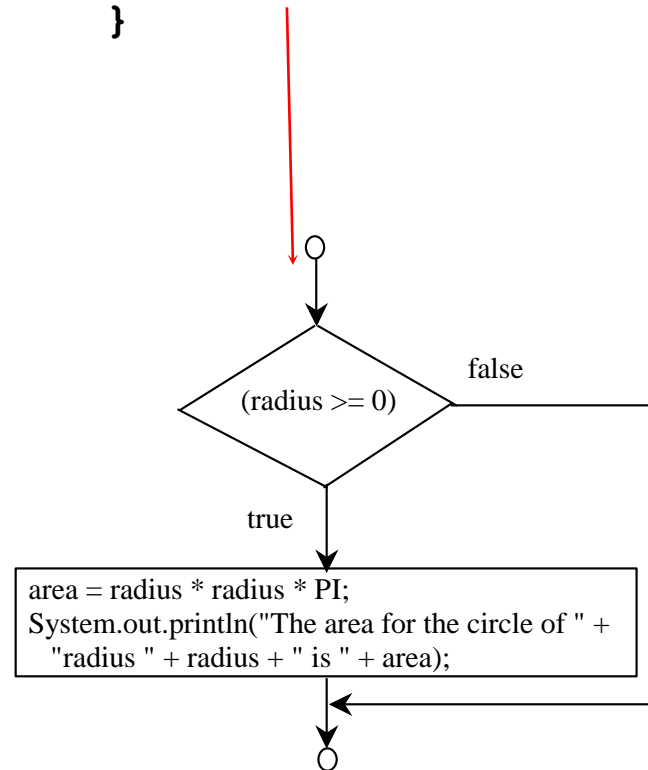 }
false
(radius >= 0)
true
area = radius * radius * PI;
System.out.println("The area for the circle of " +
"radius " + radius + " is " + area);